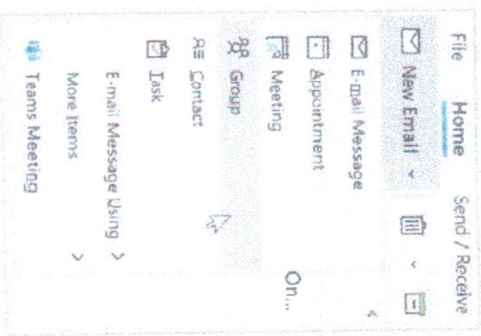 File Home Send / Receive
New Email
E-mail Message
Appointment
Meeting
Group
Contact
Task
E-mail Message Using
More Items
Teams Meeting
On...